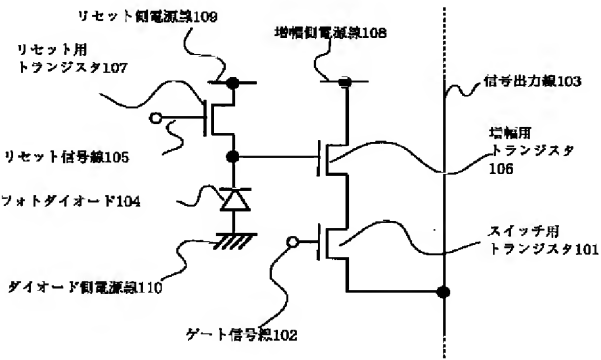 リセット側電源線109
増幅側電源線108
リセット用
トランジスタ107
信号出力線103
増幅用
トランジスタ
106
リセット信号線105
フォトダイオード104
スイッチ用
トランジスタ101
ダイオード側電源線110
ゲート信号線102